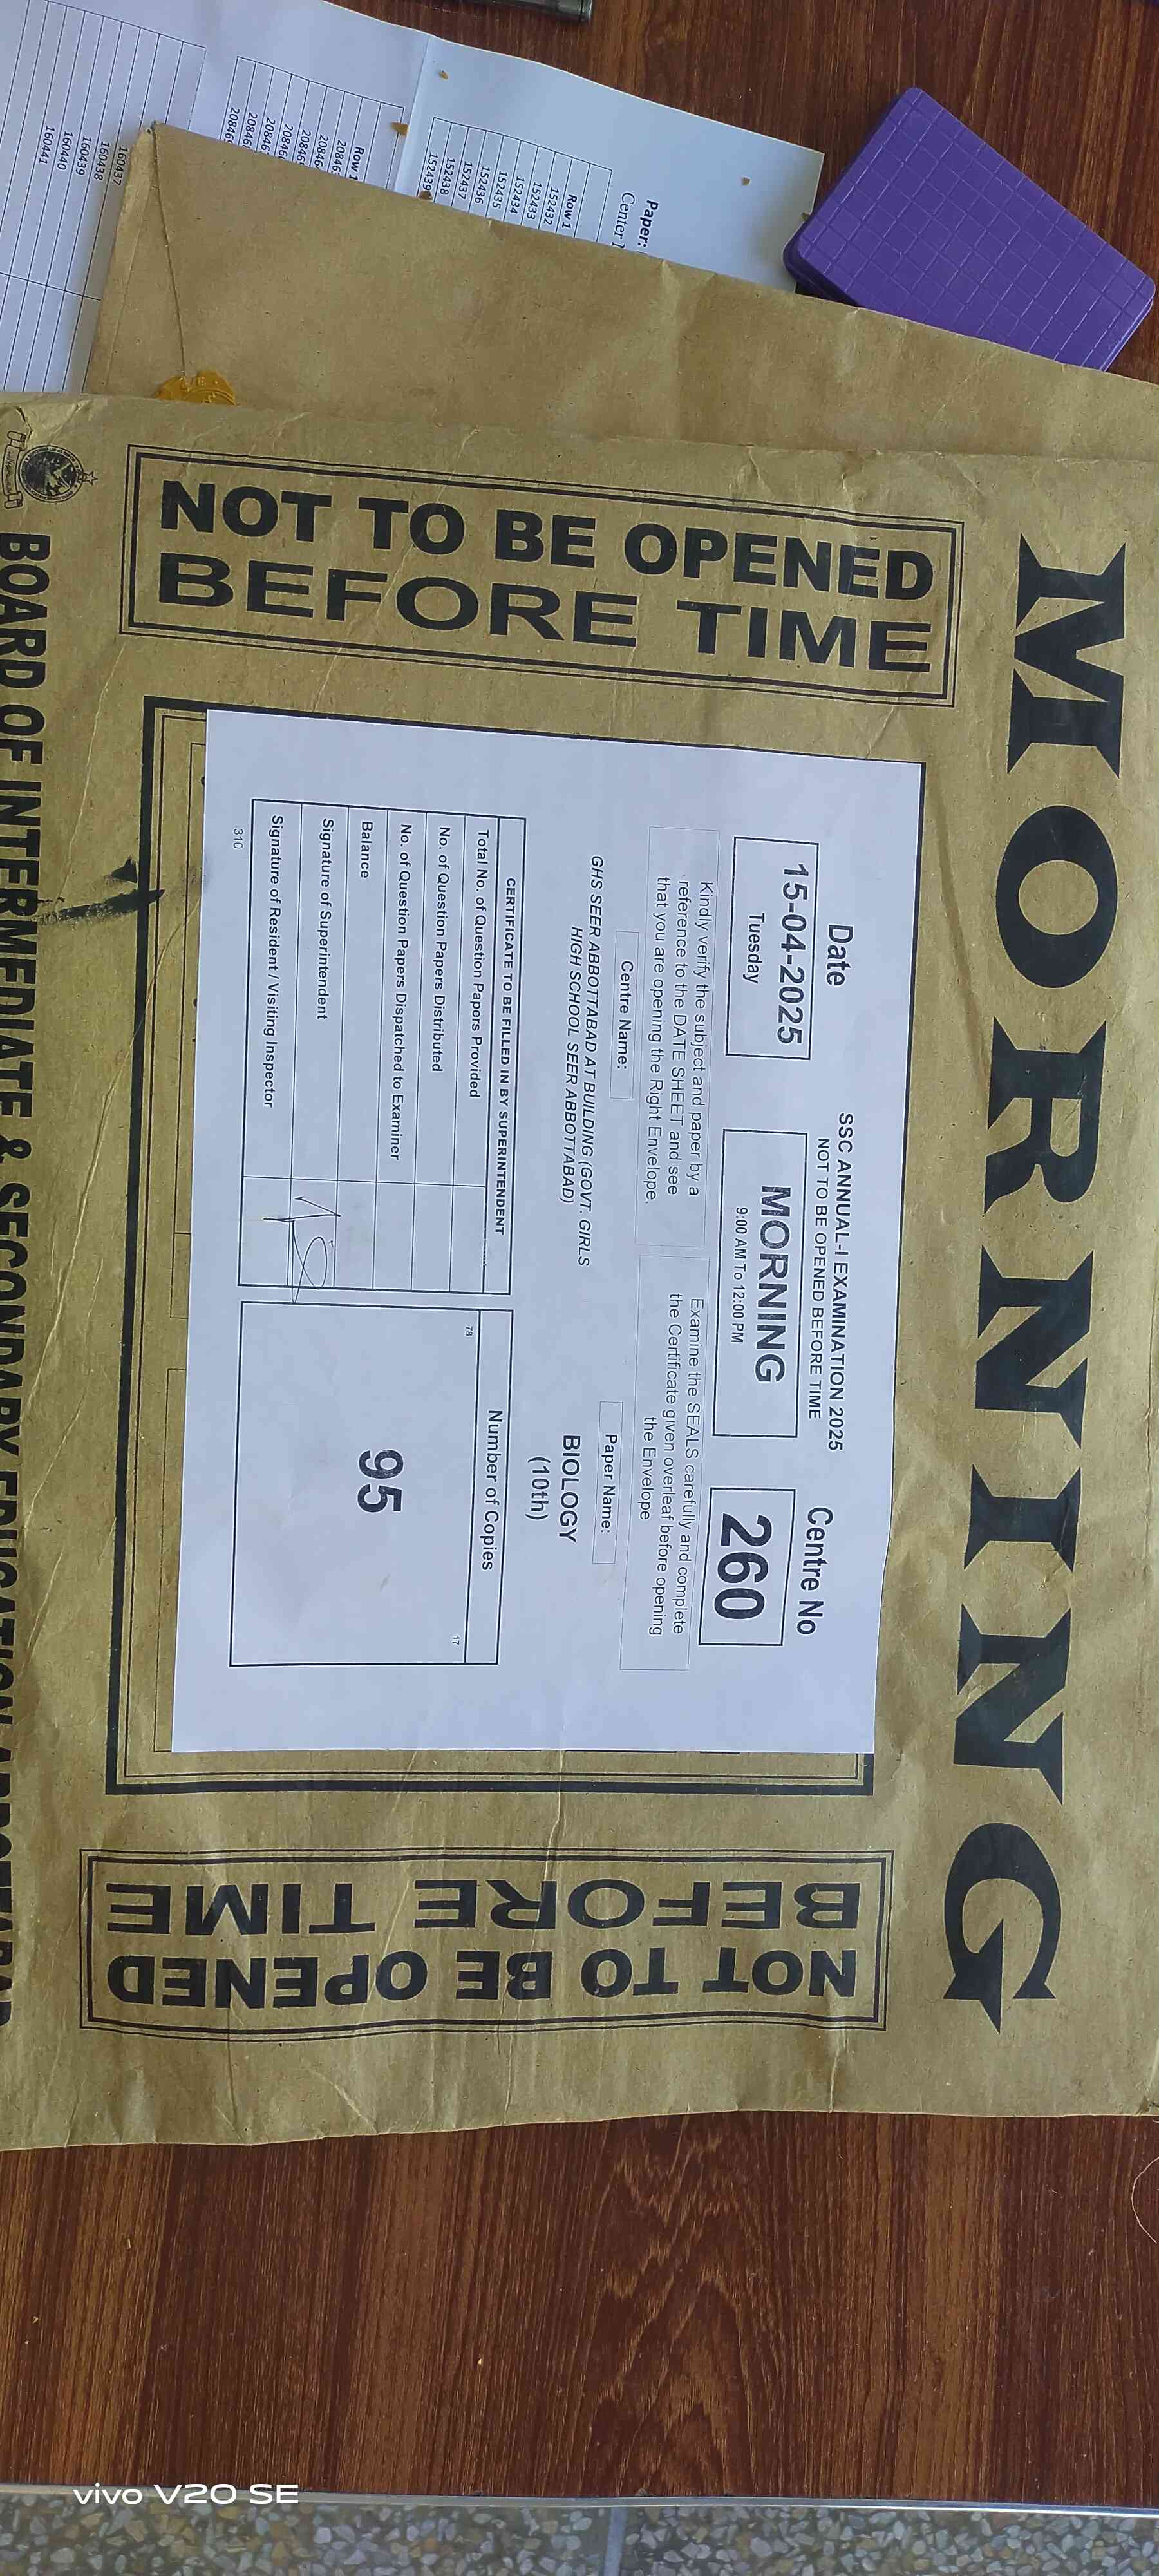 MORNING
NOT TO BE OPENED
BEFORE TIME
SSC ANNUAL-I EXAMINATION 2025
NOT TO BE OPENED BEFORE TIME
Date
15-04-2025
Tuesday
MORNING
9:00 AM To 12:00 PM
Centre No
260
Kindly verify the subject and paper by a
reference to the DATE SHEET and see
that you are opening the Right Envelope.
Examine the SEALS carefully and complete
the Certificate given overleaf before opening
the Envelope
Centre Name:
GHS SEER ABBOTTABAD AT BUILDING (GOVT. GIRLS
HIGH SCHOOL SEER ABBOTTABAD)
Paper Name:
BIOLOGY
(10th)
CERTIFICATE TO BE FILLED IN BY SUPERINTENDENT
Total No. of Question Papers Provided
No. of Question Papers Distributed
No. of Question Papers Dispatched to Examiner
Balance
Signature of Superintendent
Signature of Resident / Visiting Inspector
310
Number of Copies
78
17
95
NOT TO BE OPENED
BEFORE TIME
BOARD OF INTERMEDIATE & SECONDARY EDUCATION ABBOTTABAD
Paper:
Center
Row 1
152432
152433
152434
152435
152436
152437
152438
152439
Row 1
160437
160438
160439
160440
160441
vivo V20 SE